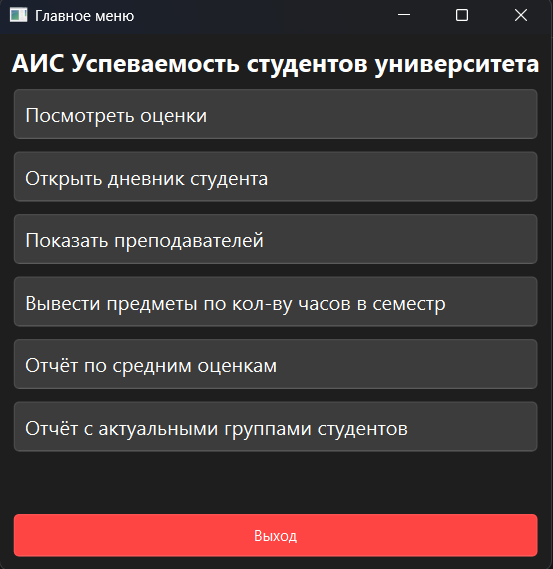 Главное меню
АИС Успеваемость студентов университета
Посмотреть оценки
Открыть дневник студента
Показать преподавателей
Вывести предметы по кол-ву часов в семестр
Отчёт по средним оценкам
Отчёт с актуальными группами студентов
Выход